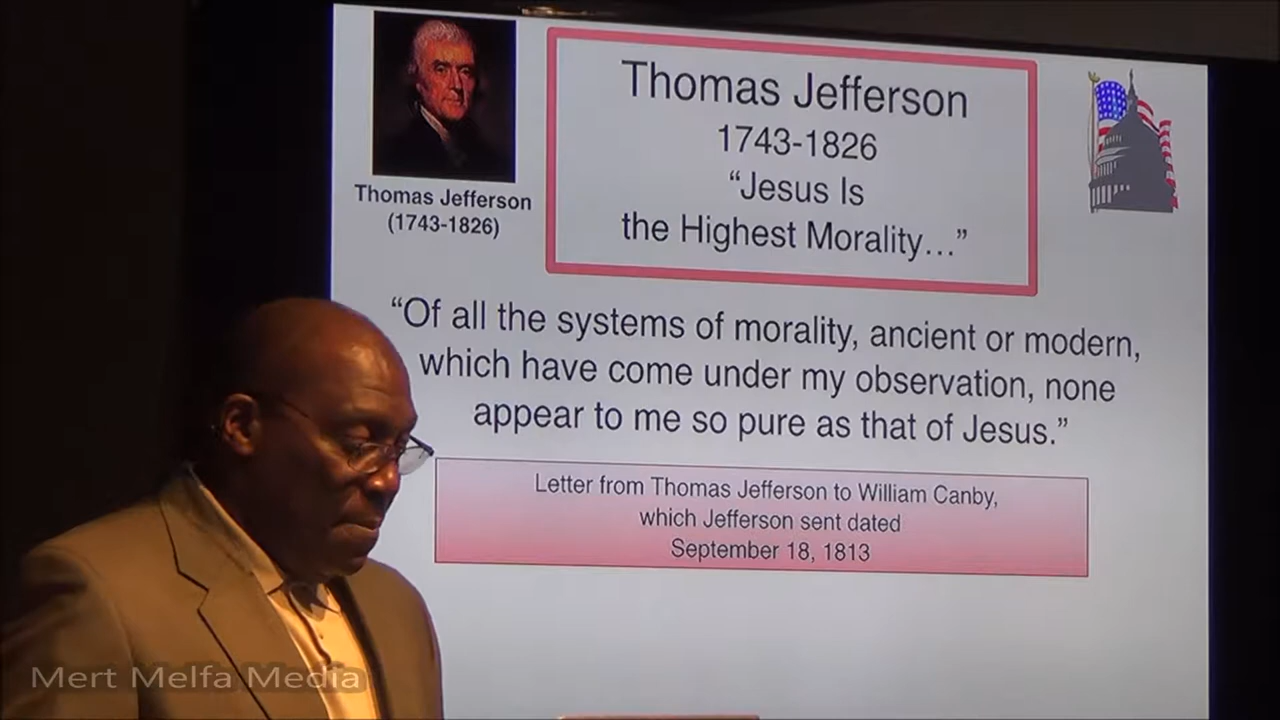 Thomas Jefferson
(1743-1826)
Thomas Jefferson
1743-1826
“Jesus Is
the Highest Morality…”
“Of all the systems of morality, ancient or modern,
which have come under my observation, none
appear to me so pure as that of Jesus.”
Letter from Thomas Jefferson to William Canby,
which Jefferson sent dated
September 18, 1813
Mert Melfa Media